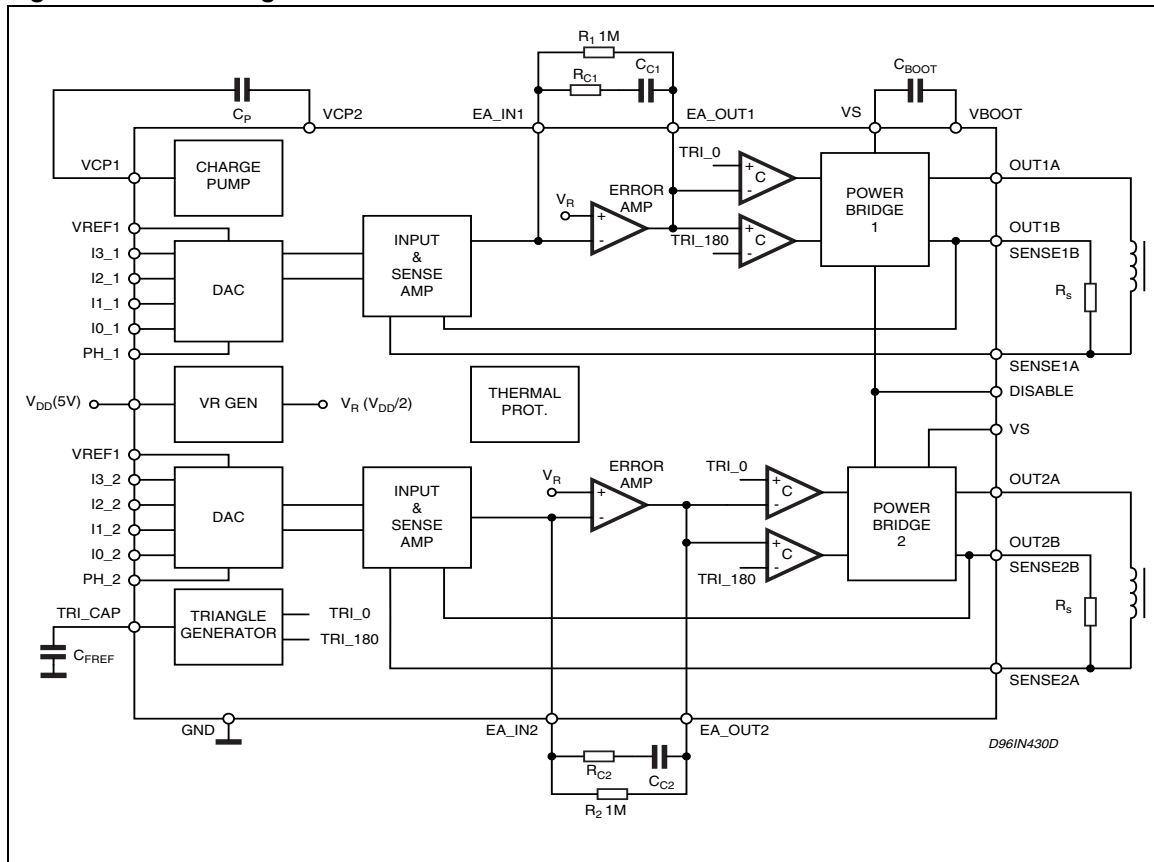 R1 1M
RC1
CC1
CBOOT
CP
VCP2
EA_IN1
EA_OUT1
VS
VBOOT
VCP1
CHARGE
PUMP
TRI_0
+
C
-
OUT1A
POWER
BRIDGE
1
VREF1
I3_1
I2_1
I1_1
I0_1
PH_1
DAC
INPUT
&
SENSE
AMP
VR
+
-
ERROR
AMP
+
C
-
TRI_180
OUT1B
SENSE1B
Rs
SENSE1A
DISABLE
VDD(5V)
VR GEN
VR (VDD/2)
THERMAL
PROT.
VS
VREF1
I3_2
I2_2
I1_2
I0_2
PH_2
DAC
INPUT
&
SENSE
AMP
VR
+
-
ERROR
AMP
TRI_0
+
C
-
+
C
-
TRI_180
POWER
BRIDGE
2
OUT2A
OUT2B
SENSE2B
Rs
SENSE2A
TRI_CAP
TRIANGLE
GENERATOR
TRI_0
TRI_180
CFREF
GND
EA_IN2
EA_OUT2
D96IN430D
RC2
CC2
R2 1M